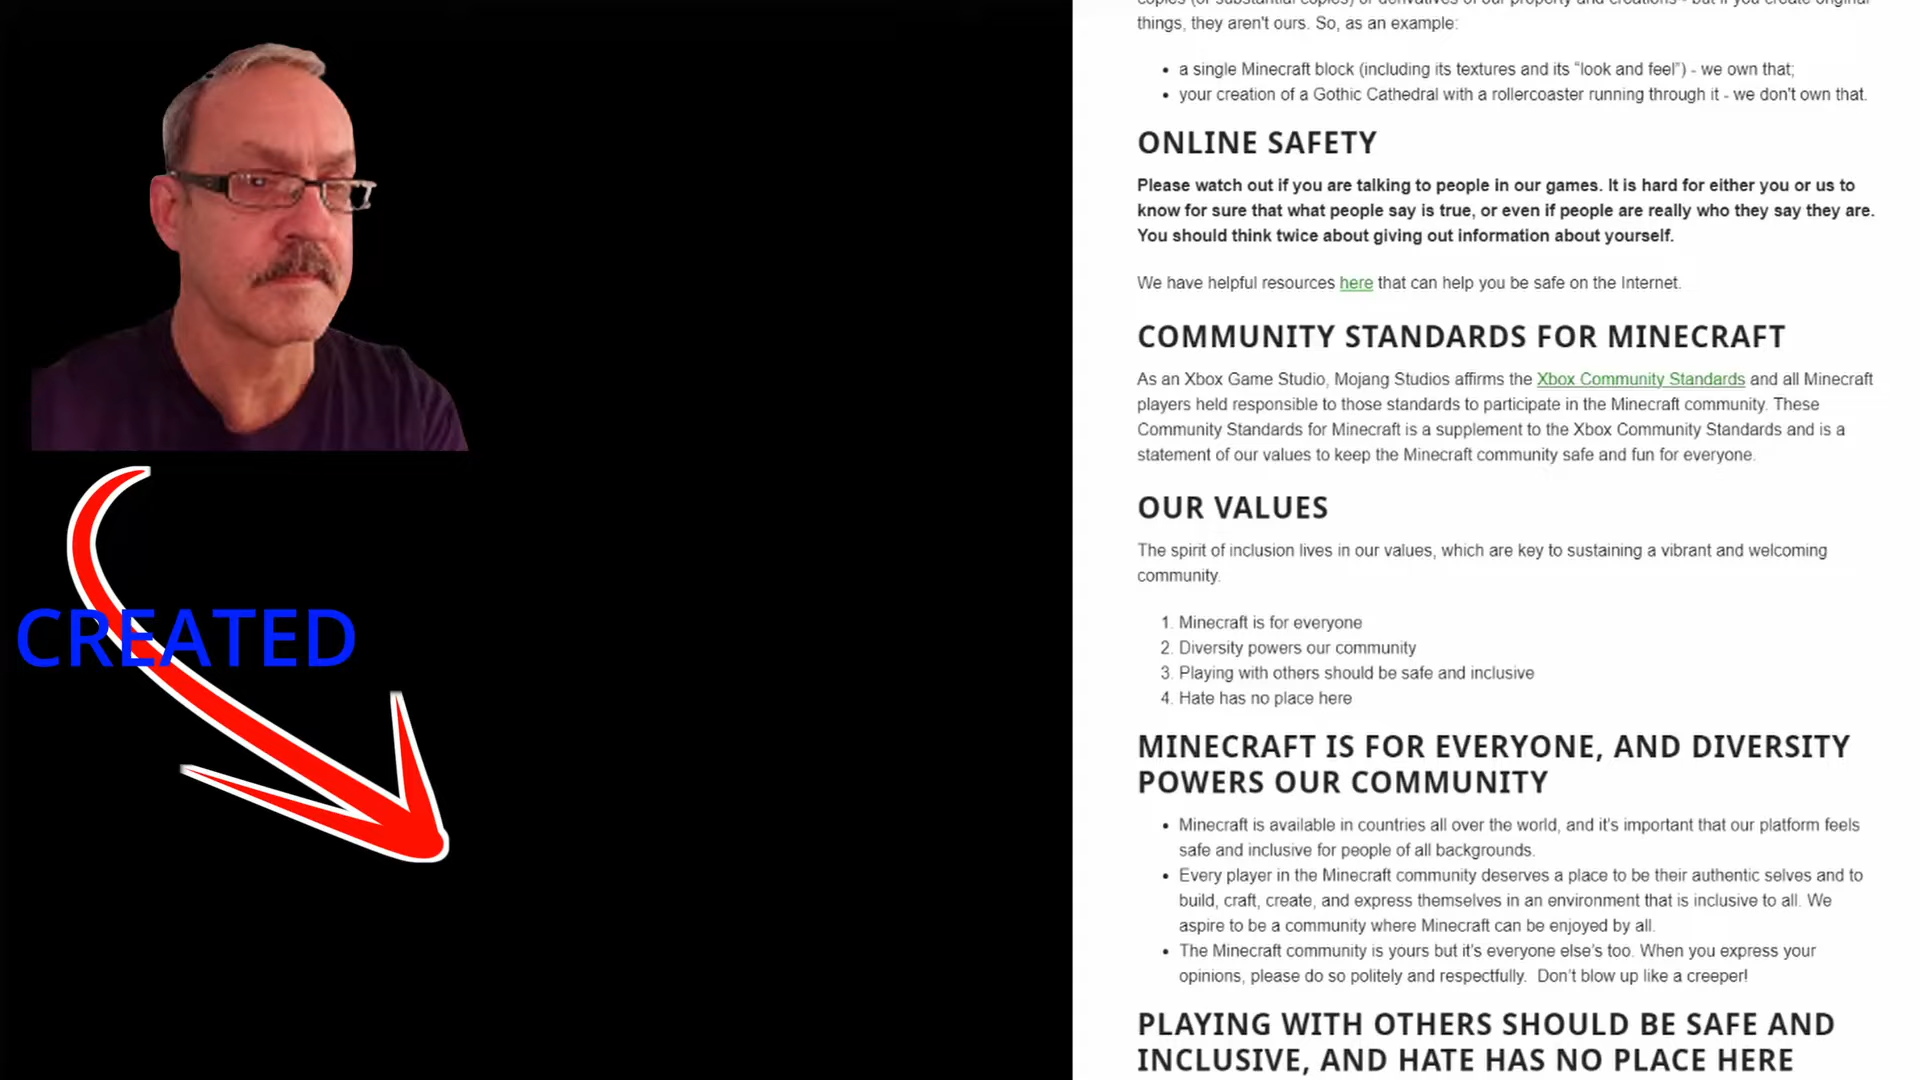 copies (or substantial copies) or derivatives of our property and creations - but if you create original
things, they aren't ours. So, as an example:
• a single Minecraft block (including its textures and its “look and feel”) - we own that;
• your creation of a Gothic Cathedral with a rollercoaster running through it - we don't own that.
ONLINE SAFETY
Please watch out if you are talking to people in our games. It is hard for either you or us to
know for sure that what people say is true, or even if people are really who they say they are.
You should think twice about giving out information about yourself.
We have helpful resources here that can help you be safe on the Internet.
COMMUNITY STANDARDS FOR MINECRAFT
As an Xbox Game Studio, Mojang Studios affirms the Xbox Community Standards and all Minecraft
players held responsible to those standards to participate in the Minecraft community. These
Community Standards for Minecraft is a supplement to the Xbox Community Standards and is a
statement of our values to keep the Minecraft community safe and fun for everyone.
OUR VALUES
The spirit of inclusion lives in our values, which are key to sustaining a vibrant and welcoming
community.
1. Minecraft is for everyone
2. Diversity powers our community
3. Playing with others should be safe and inclusive
4. Hate has no place here
MINECRAFT IS FOR EVERYONE, AND DIVERSITY
POWERS OUR COMMUNITY
• Minecraft is available in countries all over the world, and it's important that our platform feels
safe and inclusive for people of all backgrounds.
• Every player in the Minecraft community deserves a place to be their authentic selves and to
build, craft, create, and express themselves in an environment that is inclusive to all. We
aspire to be a community where Minecraft can be enjoyed by all.
• The Minecraft community is yours but it's everyone else's too. When you express your
opinions, please do so politely and respectfully. Don't blow up like a creeper!
PLAYING WITH OTHERS SHOULD BE SAFE AND
INCLUSIVE, AND HATE HAS NO PLACE HERE
CREATED